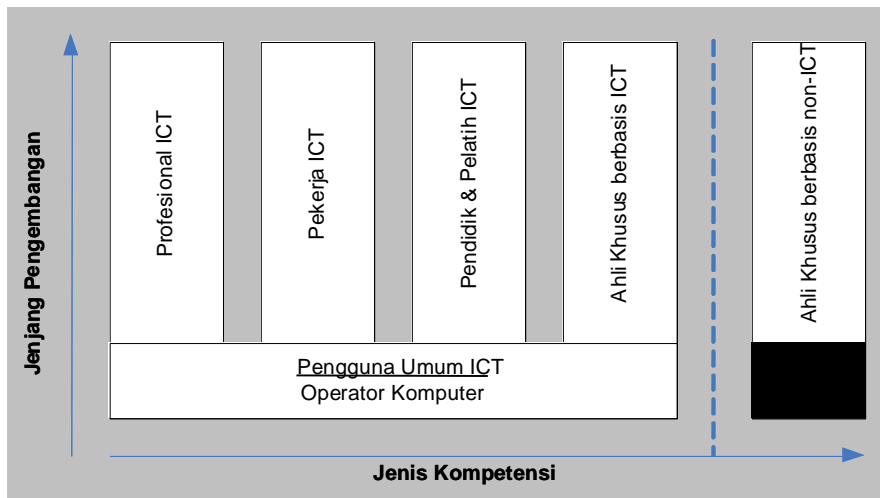 Jenjang Pengembangan
Profesional ICT
Pekerja ICT
Pendidik & Pelatih ICT
Ahli Khusus berbasis ICT
Ahli Khusus berbasis non-ICT
Pengguna Umum ICT
Operator Komputer
Jenis Kompetensi